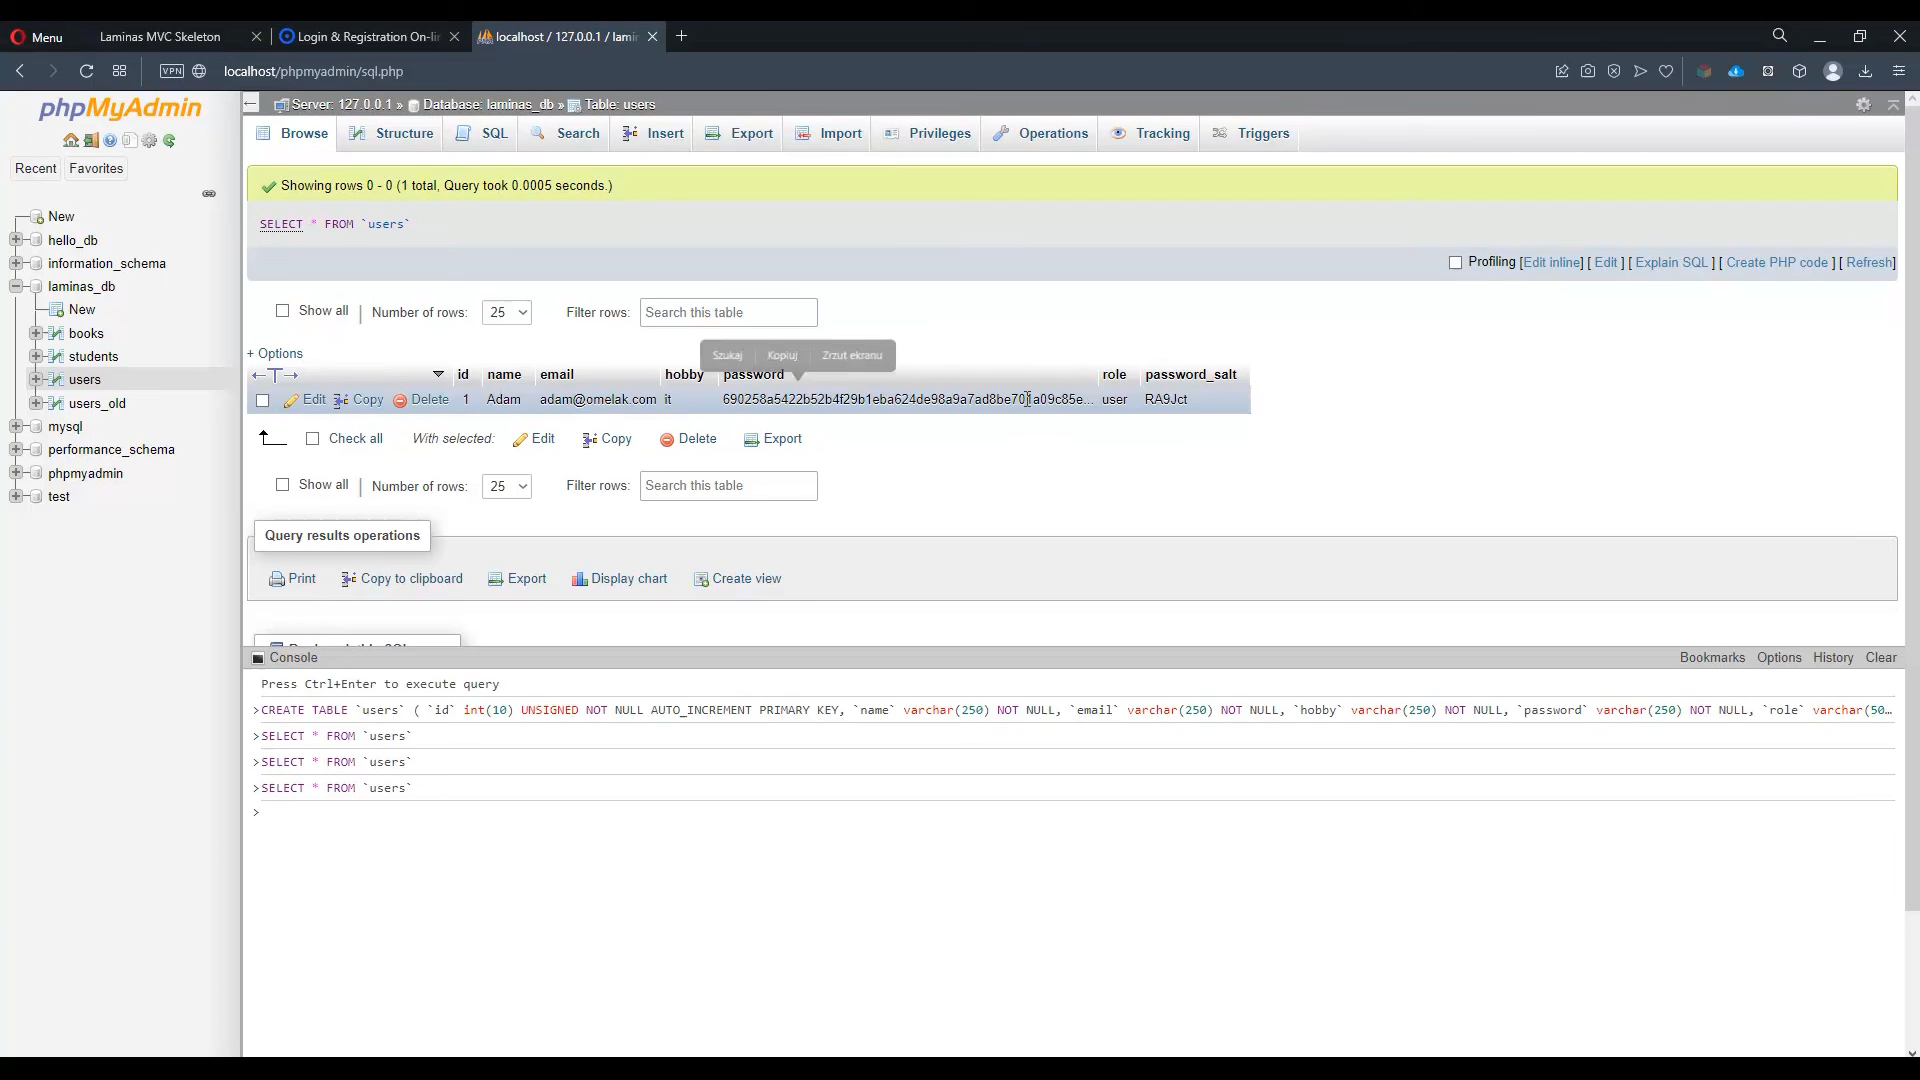 Menu
Laminas MVC Skeleton
Login & Registration On-li
localhost / 127.0.0.1 / lami
VPN
localhost/phpmyadmin/sql.php
phpMyAdmin
Recent
Favorites
New
hello_db
information_schema
laminas_db
New
books
students
users
users_old
mysql
performance_schema
phpmyadmin
test
Server: 127.0.0.1 » Database: laminas_db » Table: users
Browse Structure SQL Search Insert Export Import Privileges Operations Tracking Triggers
Showing rows 0 - 0 (1 total, Query took 0.0005 seconds.)
SELECT * FROM `users`
Profiling [Edit inline] [ Edit ] [ Explain SQL ] [ Create PHP code ] [ Refresh]
Show all | Number of rows: 25 Filter rows: Search this table
+ Options
Szukaj Kopiuj Zrzut ekranu
←T→ id name email hobby password role password_salt
Edit Copy Delete 1 Adam adam@omelak.com it user RA9Jct
Check all With selected: Edit Copy Delete Export
Show all | Number of rows: 25 Filter rows: Search this table
Query results operations
Print Copy to clipboard Export Display chart Create view
Console
Bookmarks Options History Clear
Press Ctrl+Enter to execute query
>CREATE TABLE `users` ( `id` int(10) UNSIGNED NOT NULL AUTO_INCREMENT PRIMARY KEY, `name` varchar(250) NOT NULL, `email` varchar(250) NOT NULL, `hobby` varchar(250) NOT NULL, `password` varchar(250) NOT NULL, `role` varchar(50…
>SELECT * FROM `users`
>SELECT * FROM `users`
>SELECT * FROM `users`
>